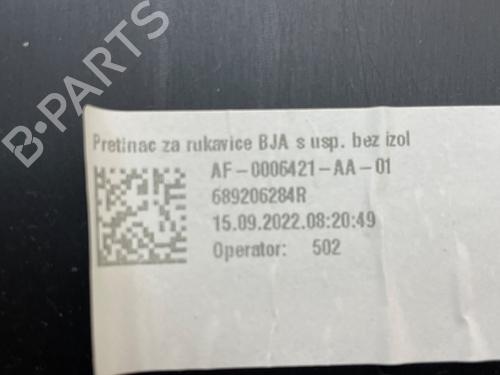 Pretinac za rukavice BJA s usp. bez izol
AF-0006421-AA-01
689206284R
15.09.2022.08:20:49
Operator: 502
B-PARTS